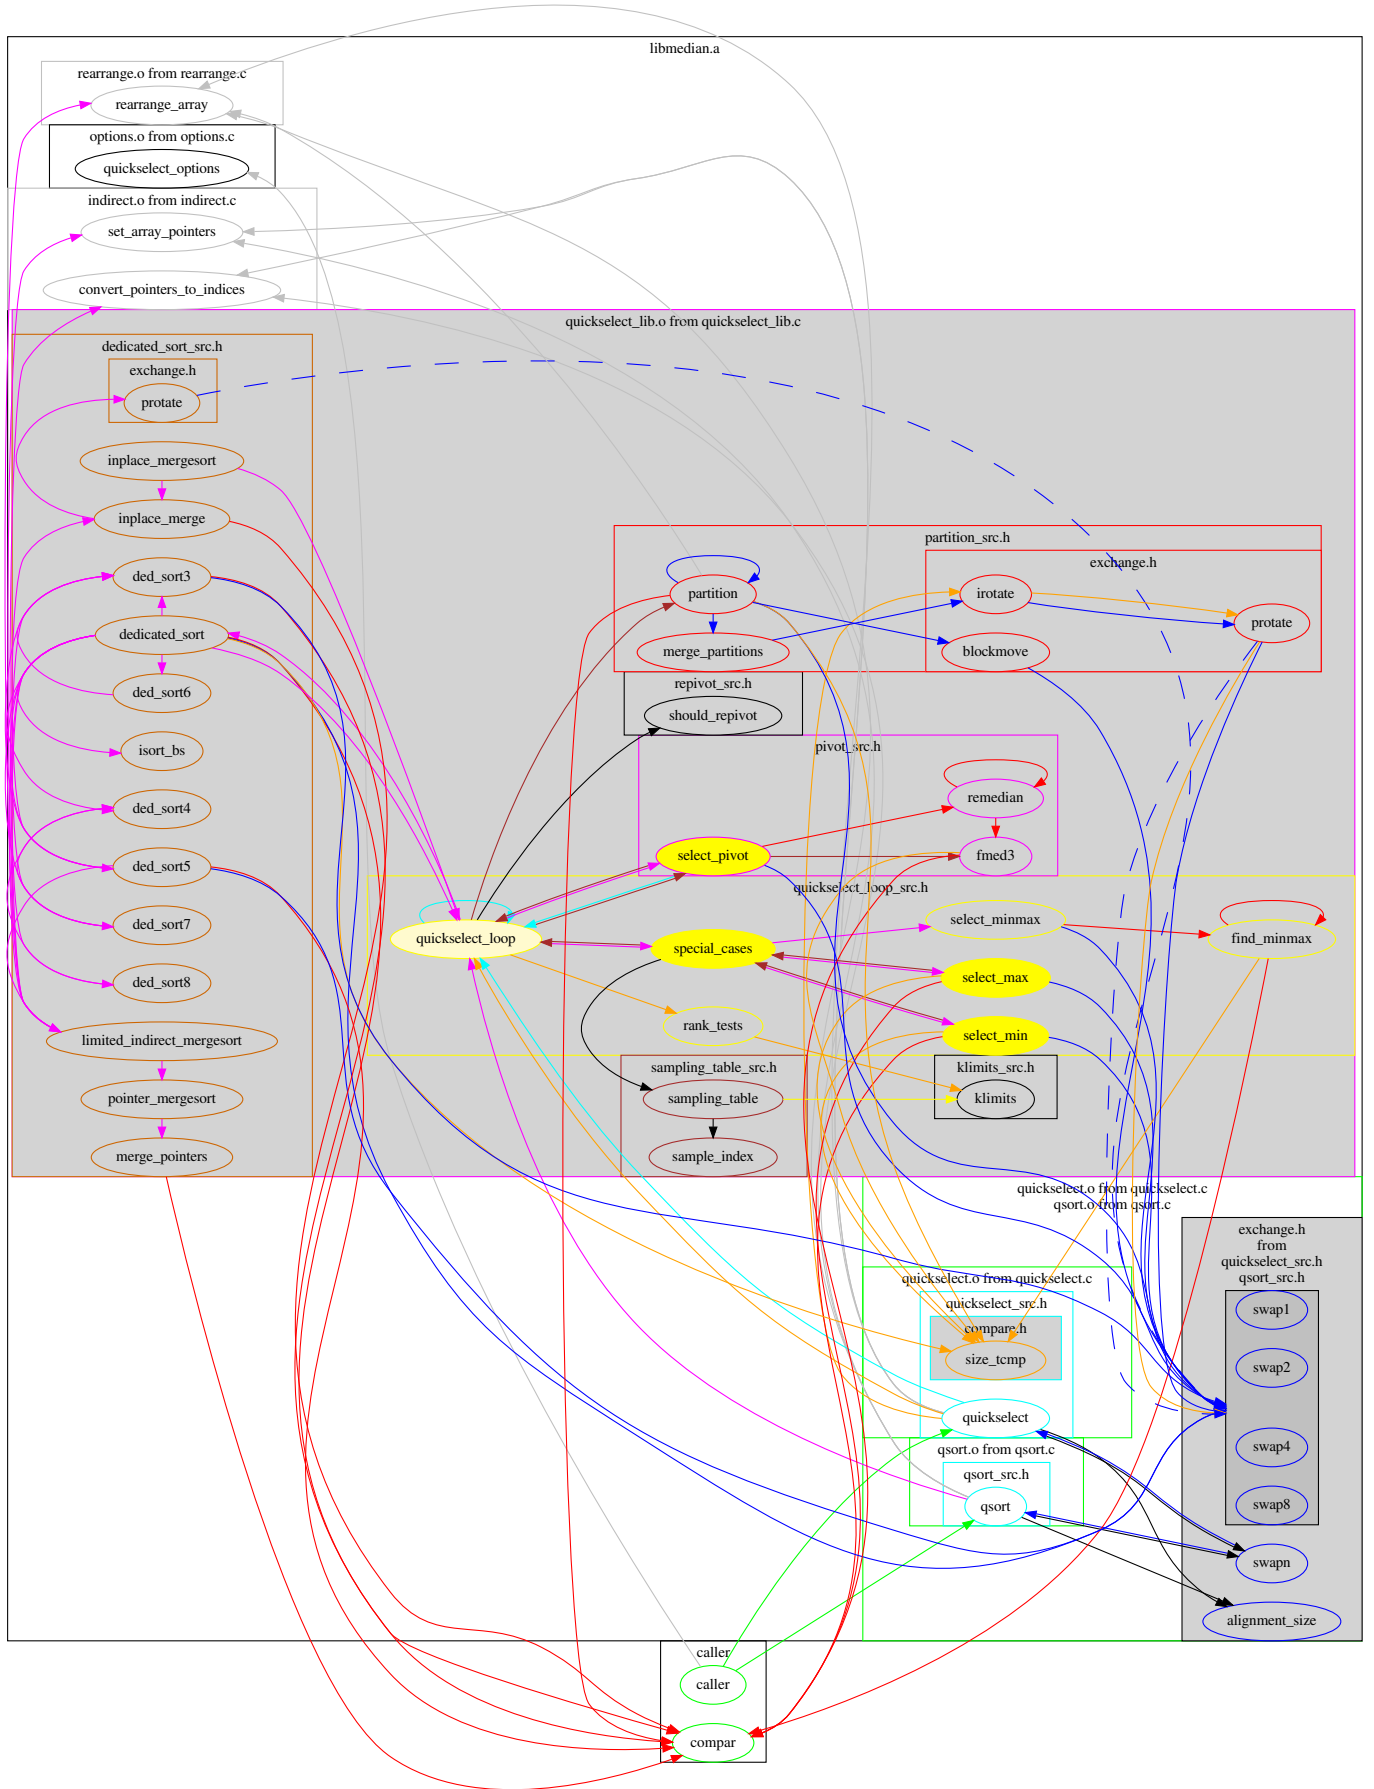 libmedian.a
rearrange.o from rearrange.c
rearrange_array
options.o from options.c
quickselect_options
indirect.o from indirect.c
set_array_pointers
convert_pointers_to_indices
quickselect_lib.o from quickselect_lib.c
dedicated_sort_src.h
exchange.h
protate
inplace_mergesort
inplace_merge
ded_sort3
dedicated_sort
ded_sort6
isort_bs
ded_sort4
ded_sort5
ded_sort7
ded_sort8
limited_indirect_mergesort
pointer_mergesort
merge_pointers
partition_src.h
exchange.h
partition
irotate
protate
merge_partitions
blockmove
repivot_src.h
should_repivot
pivot_src.h
remedian
select_pivot
fmed3
quickselect_loop_src.h
quickselect_loop
select_minmax
find_minmax
special_cases
select_max
rank_tests
select_min
sampling_table_src.h
klimits_src.h
sampling_table
klimits
sample_index
quickselect.o from quickselect.c
qsort.o from qsort.c
exchange.h
from
quickselect_src.h
qsort_src.h
quickselect.o from quickselect.c
quickselect_src.h
compare.h
size_tcmp
quickselect
swap1
swap2
swap4
swap8
swapn
alignment_size
qsort.o from qsort.c
qsort_src.h
qsort
caller
caller
compar